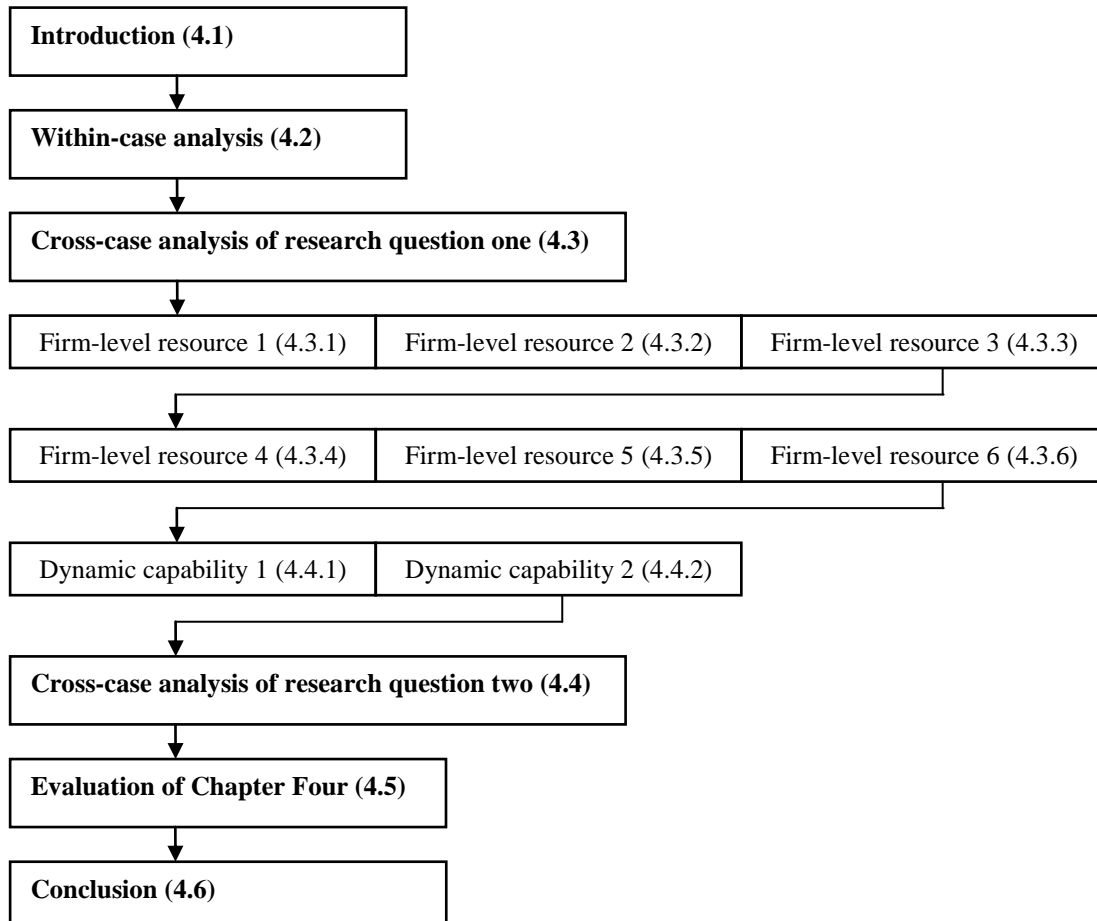 Introduction (4.1)
Within-case analysis (4.2)
Cross-case analysis of research question one (4.3)
Firm-level resource 1 (4.3.1) Firm-level resource 2 (4.3.2) Firm-level resource 3 (4.3.3)
Firm-level resource 4 (4.3.4) Firm-level resource 5 (4.3.5) Firm-level resource 6 (4.3.6)
Dynamic capability 1 (4.4.1) Dynamic capability 2 (4.4.2)
Cross-case analysis of research question two (4.4)
Evaluation of Chapter Four (4.5)
Conclusion (4.6)